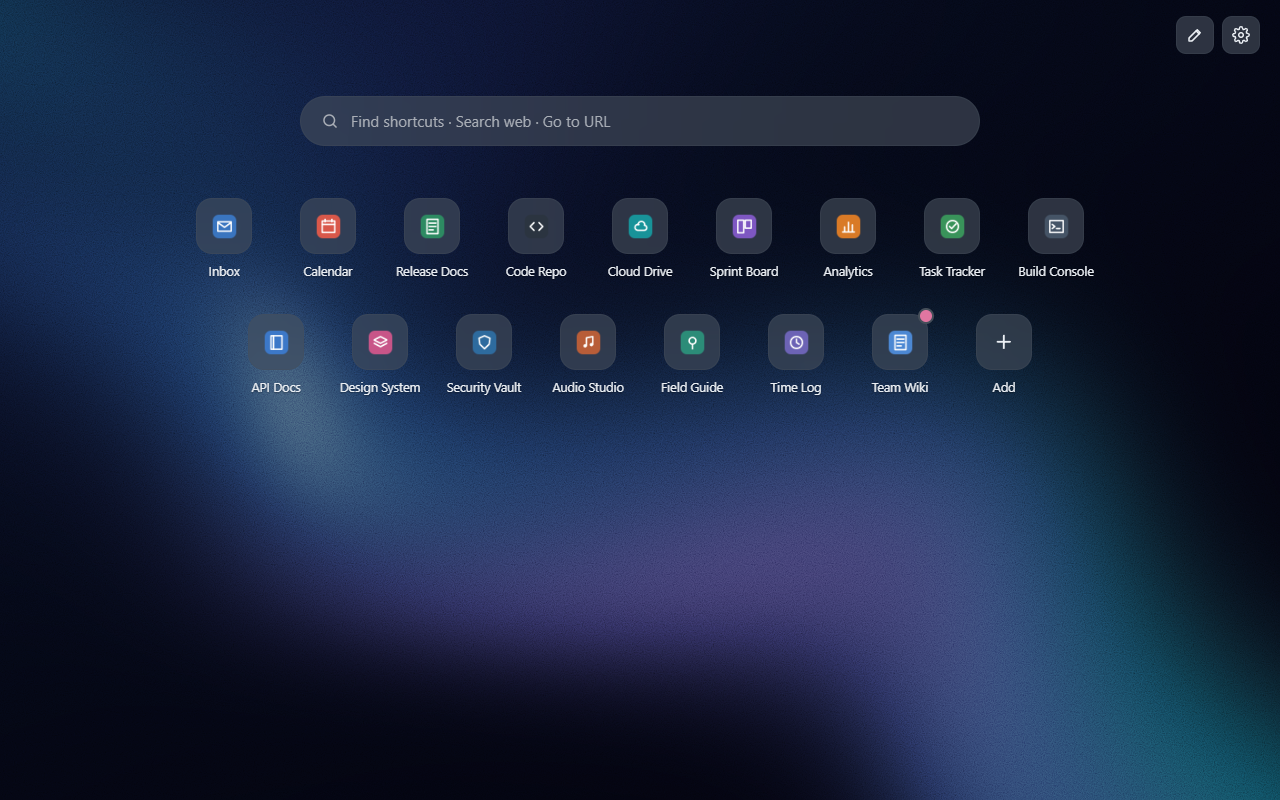 Find shortcuts · Search web · Go to URL
Inbox
Calendar
Release Docs
Code Repo
Cloud Drive
Sprint Board
Analytics
Task Tracker
Build Console
API Docs
Design System
Security Vault
Audio Studio
Field Guide
Time Log
Team Wiki
Add